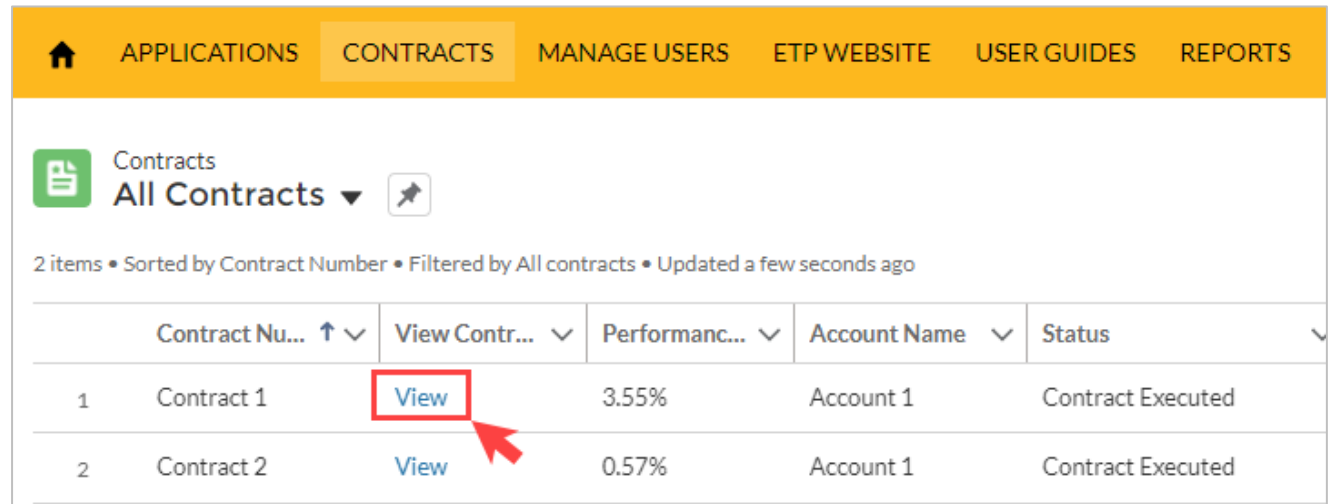 APPLICATIONS CONTRACTS MANAGE USERS ETP WEBSITE USER GUIDES REPORTS
Contracts
All Contracts
2 items • Sorted by Contract Number • Filtered by All contracts • Updated a few seconds ago
Contract Nu... View Contr... Performanc... Account Name Status
1 Contract 1 View 3.55% Account 1 Contract Executed
2 Contract 2 View 0.57% Account 1 Contract Executed